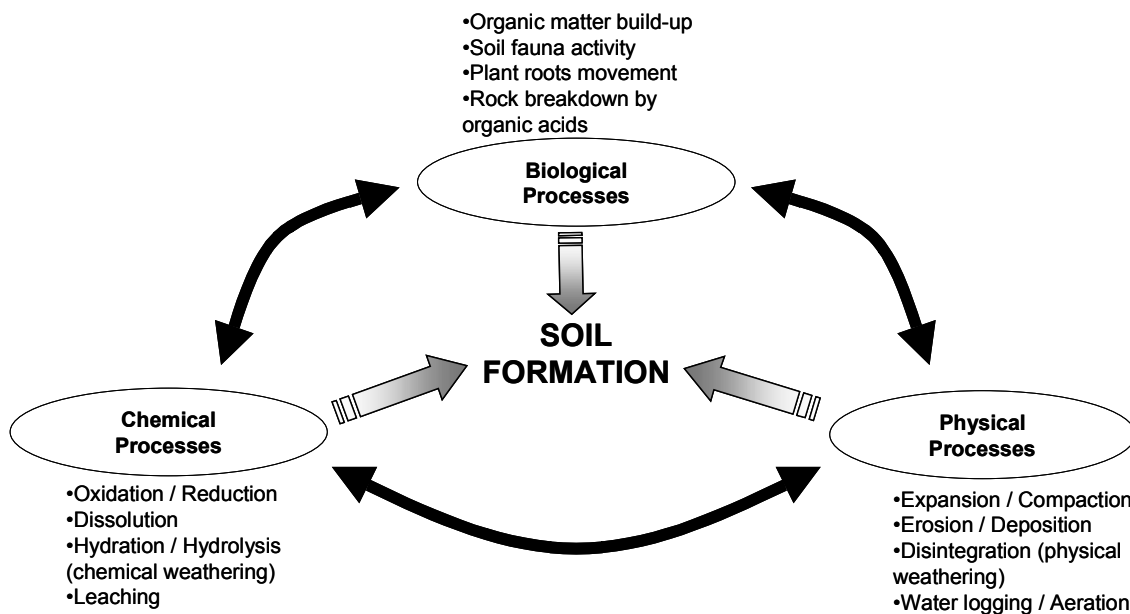 •Organic matter build-up
•Soil fauna activity
•Plant roots movement
•Rock breakdown by
organic acids
Biological
Processes
SOIL
FORMATION
Chemical
Processes
•Oxidation / Reduction
•Dissolution
•Hydration / Hydrolysis
(chemical weathering)
•Leaching
Physical
Processes
•Expansion / Compaction
•Erosion / Deposition
•Disintegration (physical
weathering)
•Water logging / Aeration